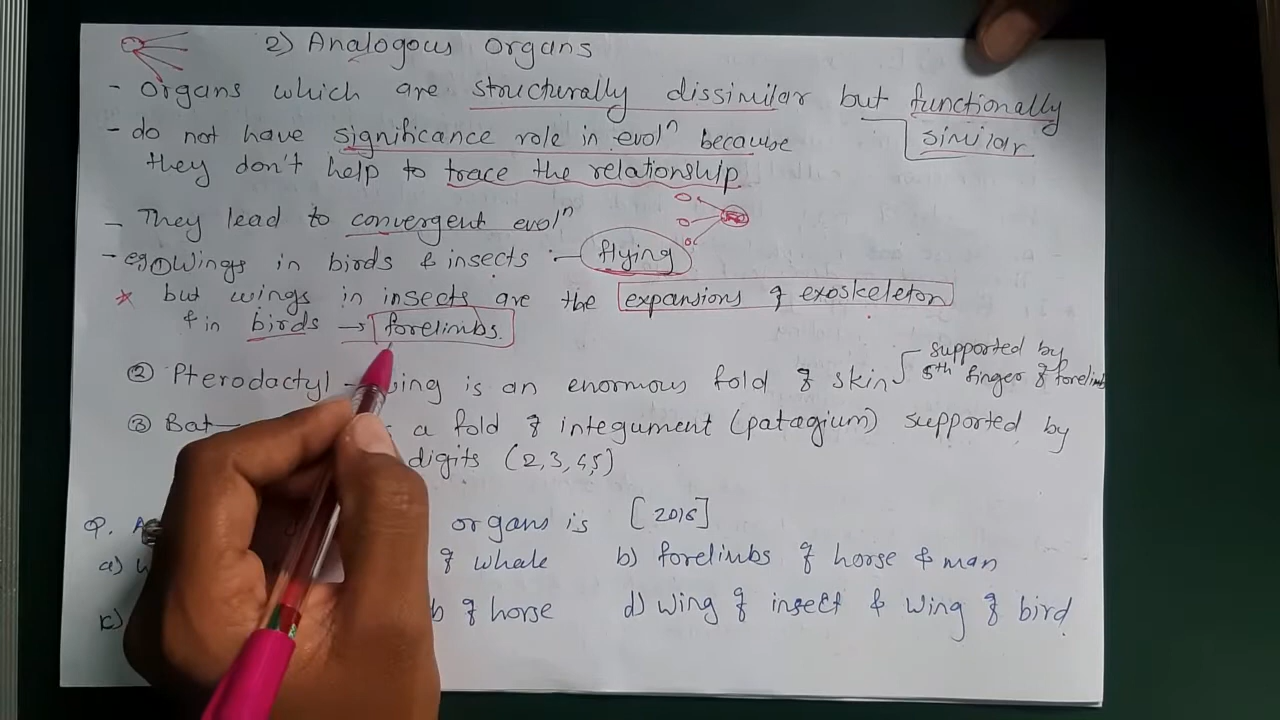 2) Analogous organs
- organs which are structurally dissimilar but functionally
similar
- do not have significance role in evolⁿ because
they don't help to trace the relationship
- They lead to convergent evolⁿ
- eg ① Wings in birds & insects :- flying
* but wings in insects are the expansions of exoskeleton
& in birds → forelimbs.
② Pterodactyl - wing is an enormous fold of skin
supported by
5th finger of forelimb
③ Bat - a fold of integument (patagium) supported by
digits (2,3,4,5)
Q. organs is [2018]
a) of whale b) forelimbs of horse & man
c) of horse d) wing of insect & wing of bird.